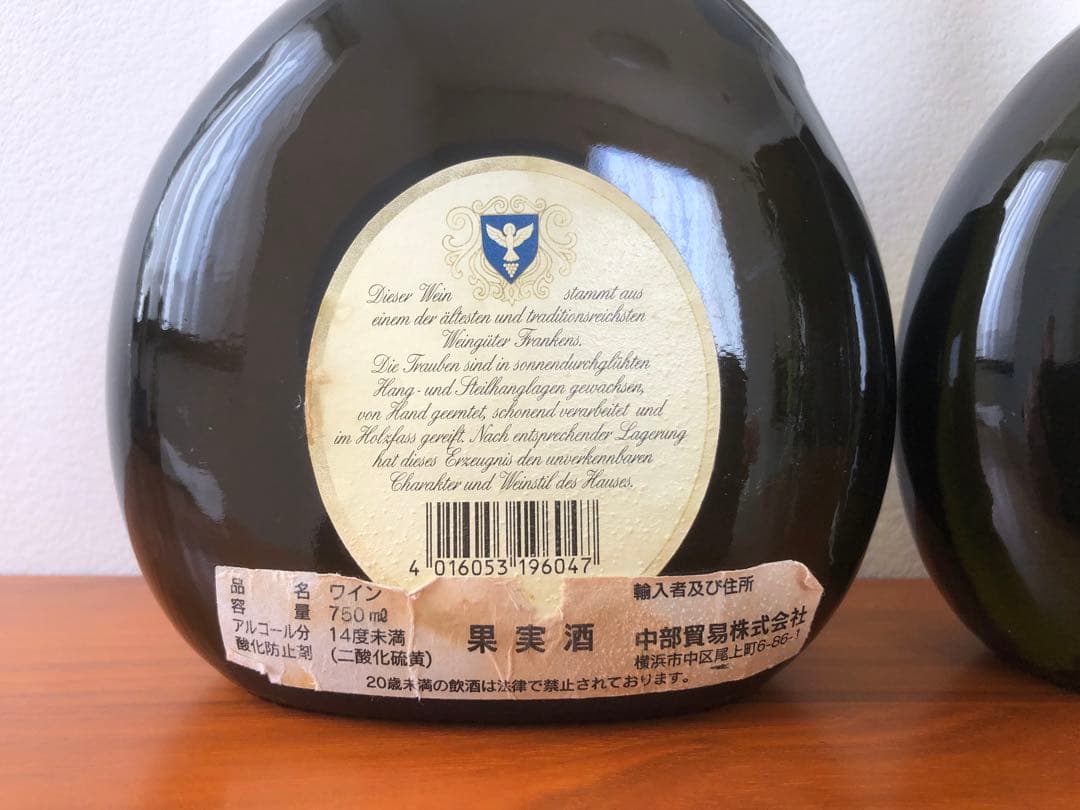 Dieser Wein stammt aus
einem der ältesten und traditionsreichsten
Weingüter Frankens.
Die Trauben sind in sonnendurchglühten
Hang- und Steilhanglagen gewachsen,
von Hand geerntet, schonend verarbeitet und
im Holzfass gereift. Nach entsprechender Lagerung
hat dieses Erzeugnis den unverkennbaren
Charakter und Weinstil des Hauses.
4 016053 196047
品名 ワイン
容量 750mℓ
アルコール分 14度未満
酸化防止剤 (二酸化硫黄)
果実酒
輸入者及び住所
中部貿易株式会社
横浜市中区尾上町6-86-1
20歳未満の飲酒は法律で禁止されております。